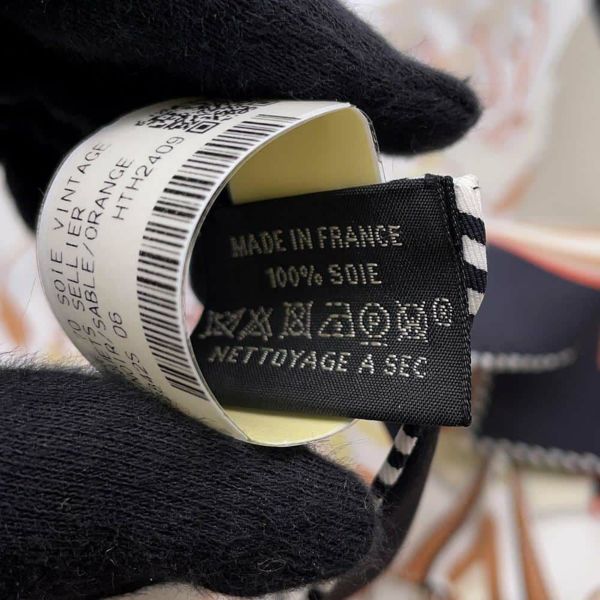 SOIE VINTAGE
SELLIER
SABLE/ORANGE
06
HTH2409
MADE IN FRANCE
100% SOIE
NETTOYAGE A SEC